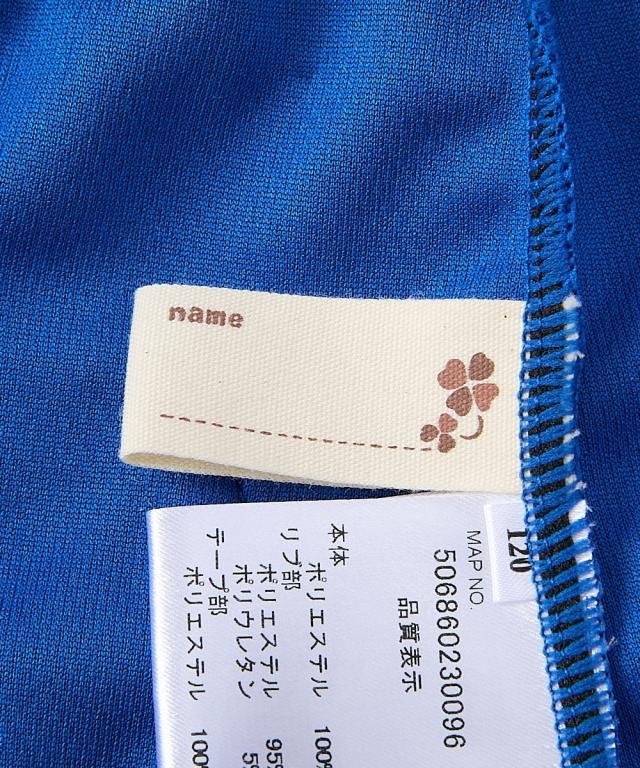 name
120
MAP NO.
506860230096
品質表示
本体
ポリエステル 100%
リブ部
ポリエステル 95%
ポリウレタン 5%
テープ部
ポリエステル 100%